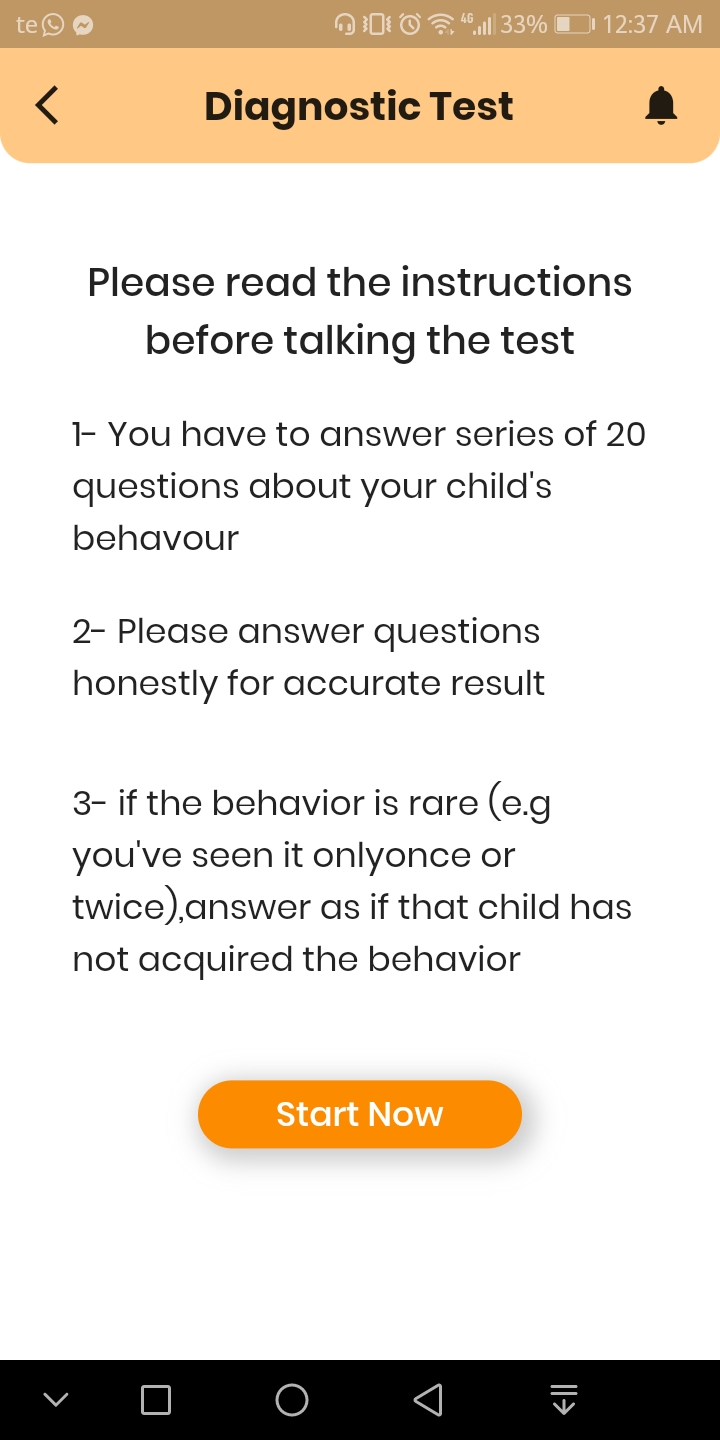 te 4G 33% 12:37 AM
Diagnostic Test
Please read the instructions
before talking the test
1- You have to answer series of 20
questions about your child's
behavour
2- Please answer questions
honestly for accurate result
3- if the behavior is rare (e.g
you've seen it onlyonce or
twice),answer as if that child has
not acquired the behavior
Start Now